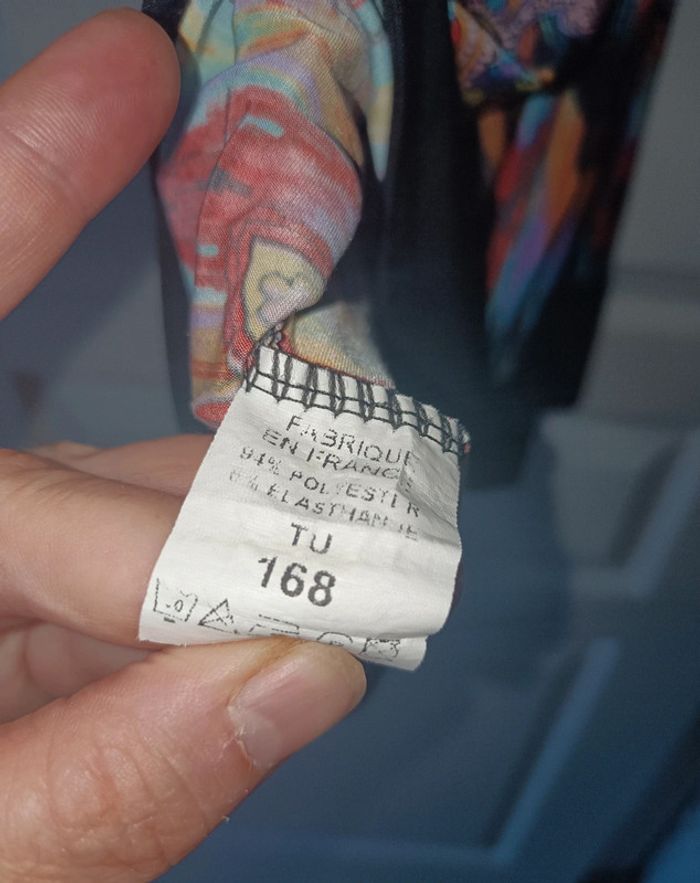 FABRIQUE
EN FRANCE
94% POLYESTER
6% ELASTHANNE
TU
168